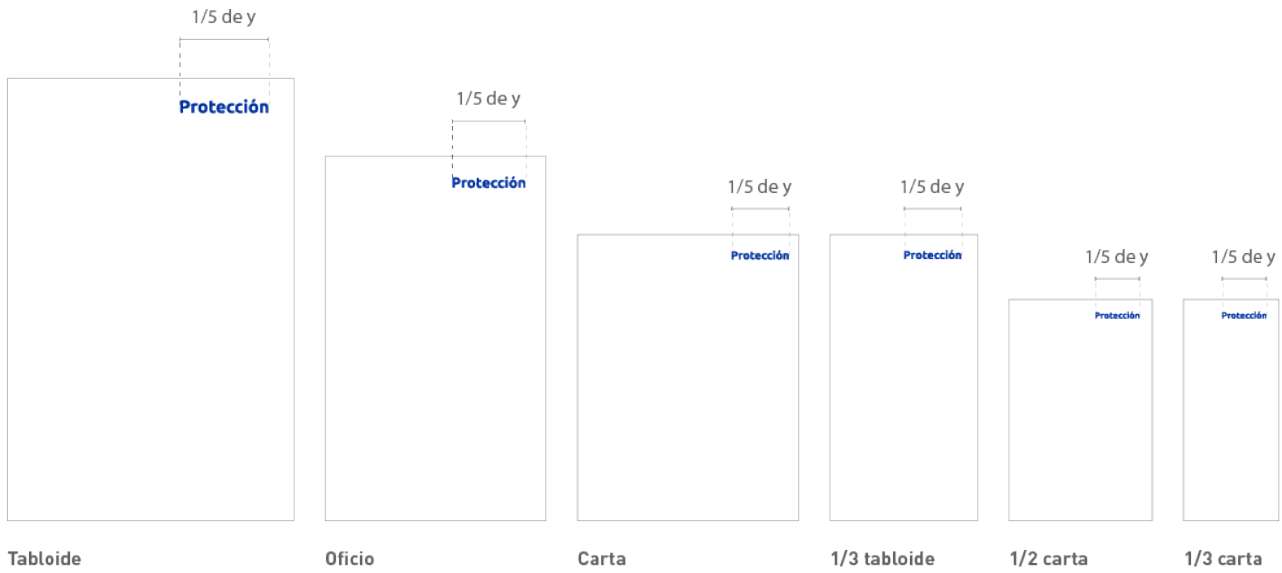 1/5 de y
Protección
1/5 de y
Protección
1/5 de y
Protección
1/5 de y
Protección
1/5 de y
Protección
1/5 de y
Protección
Tabloide
Oficio
Carta
1/3 tabloide
1/2 carta
1/3 carta